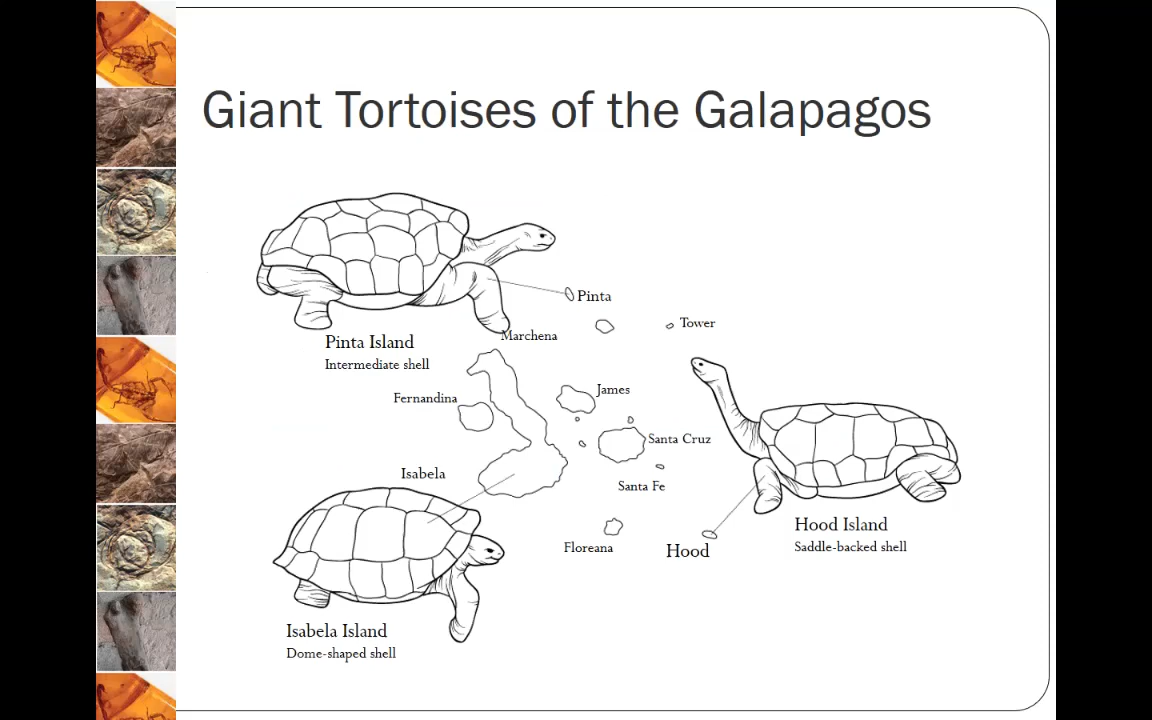 Giant Tortoises of the Galapagos
Pinta
Tower
Marchena
Pinta Island
Intermediate shell
James
Fernandina
Santa Cruz
Isabela
Santa Fe
Hood Island
Saddle-backed shell
Floreana
Hood
Isabela Island
Dome-shaped shell